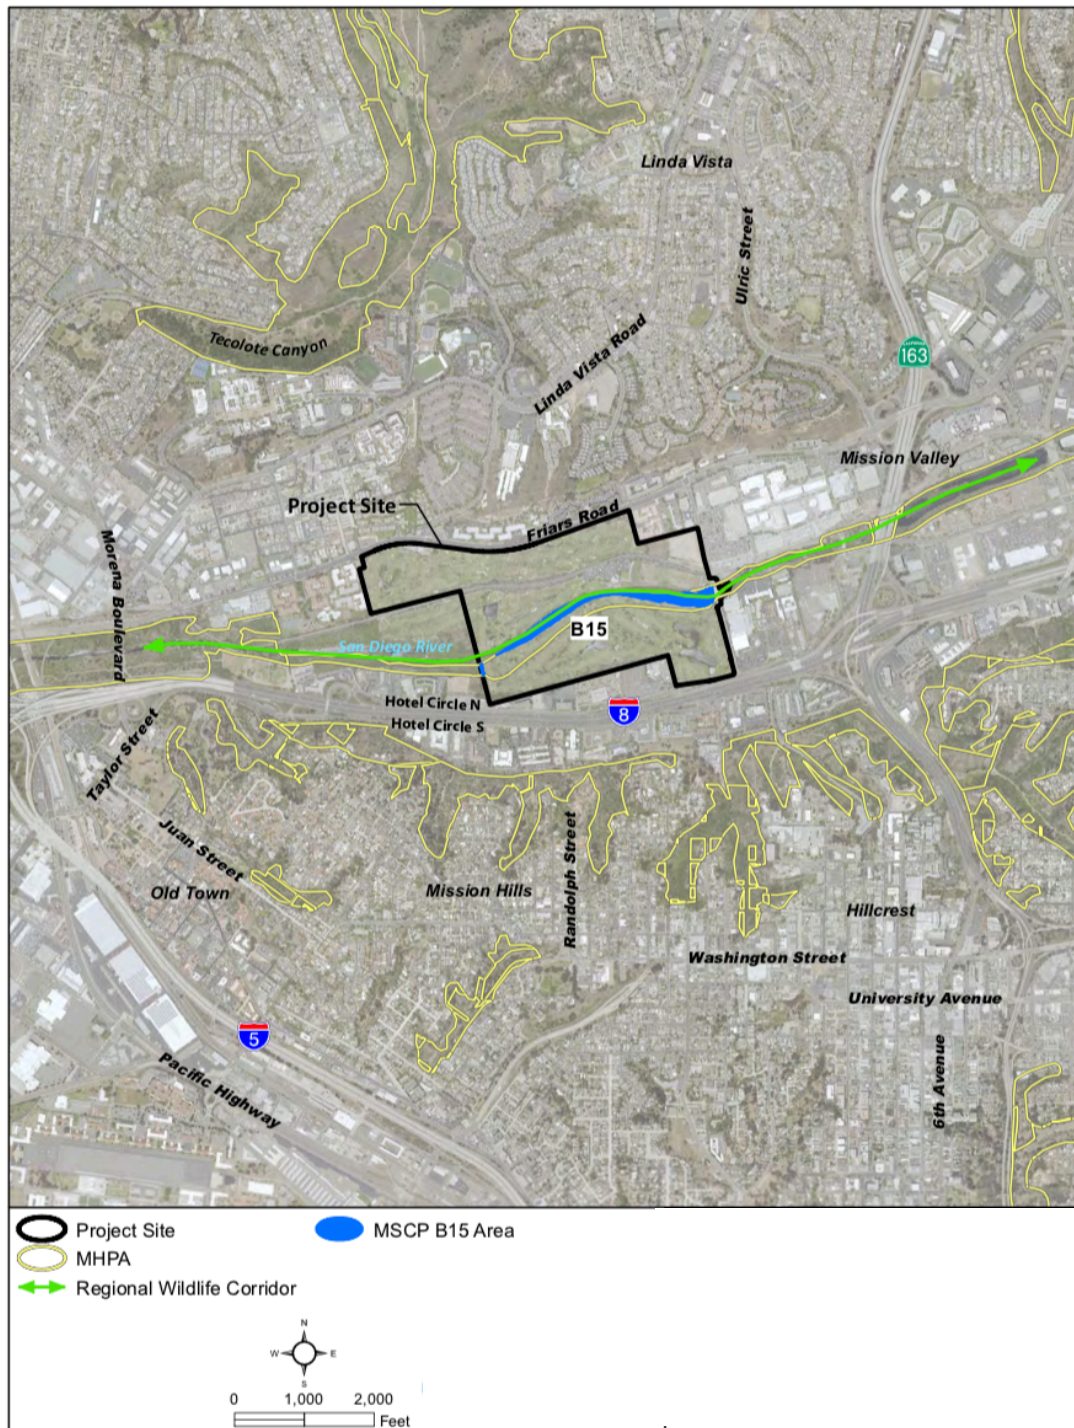 Linda Vista
Ulric Street
Tecolote Canyon
Linda Vista Road
163
Mission Valley
Project Site
Friars Road
Morena Boulevard
San Diego River
B15
Hotel Circle N
Hotel Circle S
8
Taylor Street
Juan Street
Old Town
Mission Hills
Randolph Street
Hillcrest
Washington Street
University Avenue
5
Pacific Highway
6th Avenue
Project Site
MSCP B15 Area
MHPA
Regional Wildlife Corridor
N
W E
S
0 1,000 2,000
Feet